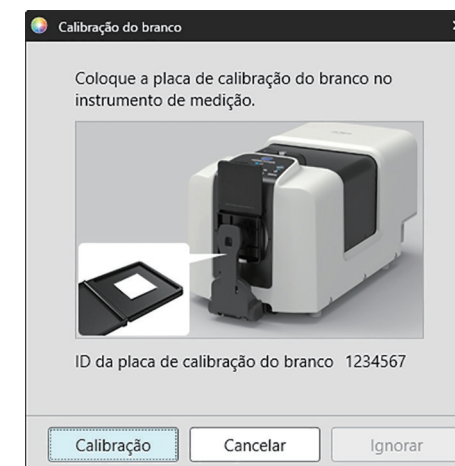 Calibração do branco
Coloque a placa de calibração do branco no
instrumento de medição.
ID da placa de calibração do branco 1234567
Calibração
Cancelar
Ignorar